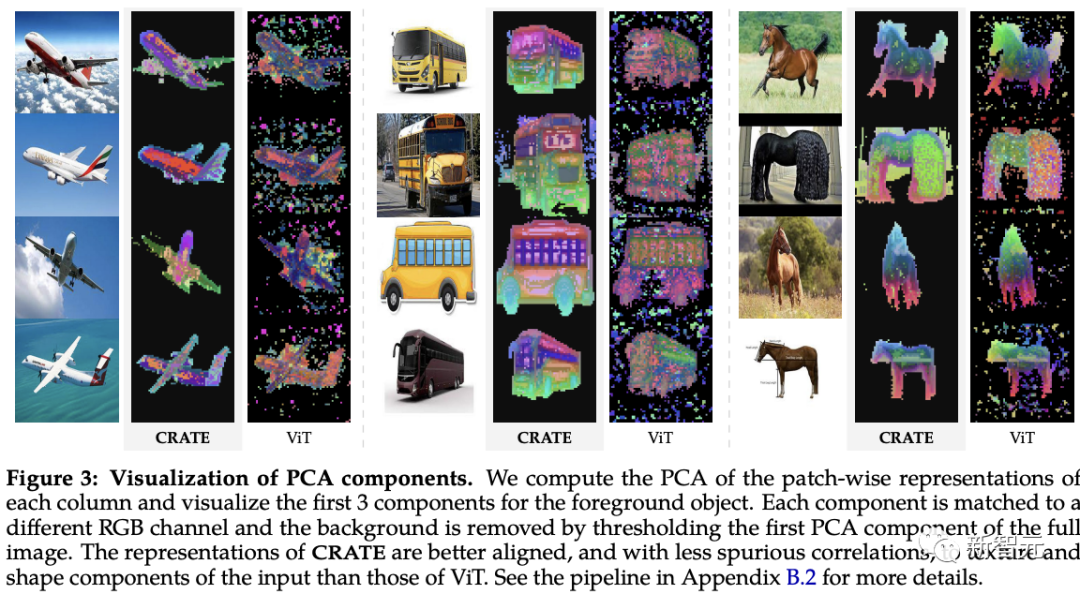 CRATE
ViT
CRATE
ViT
CRATE
ViT
Figure 3: Visualization of PCA components. We compute the PCA of the patch-wise representations of
each column and visualize the first 3 components for the foreground object. Each component is matched to a
different RGB channel and the background is removed by thresholding the first PCA component of the full
image. The representations of CRATE are better aligned, and with less spurious correlations, to texture and
shape components of the input than those of ViT. See the pipeline in Appendix B.2 for more details.
新智元